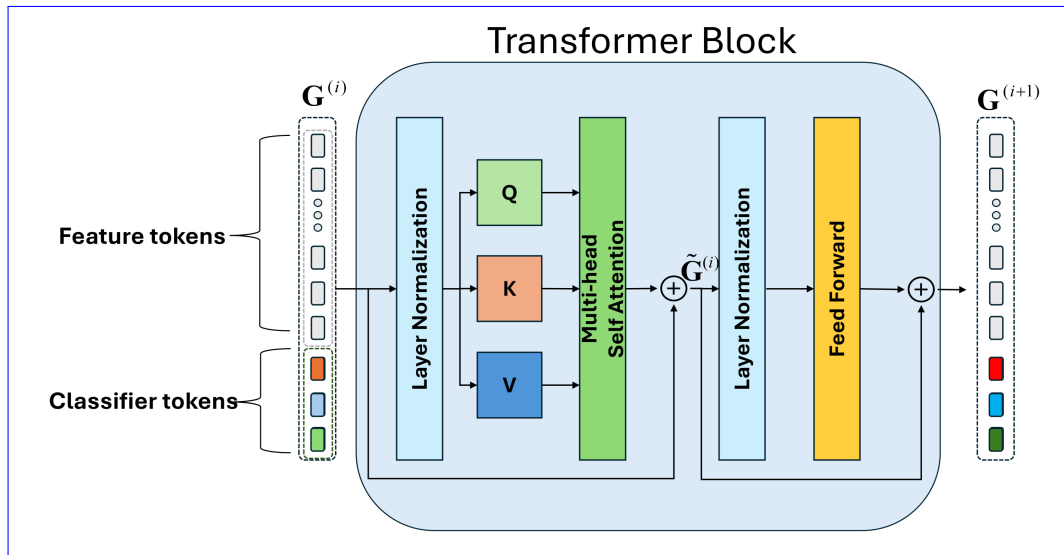 Transformer Block
G^(i)
G^(i+1)
Feature tokens
Classifier tokens
Layer Normalization
Q
K
V
Multi-head
Self Attention
G̃^(i)
Layer Normalization
Feed Forward